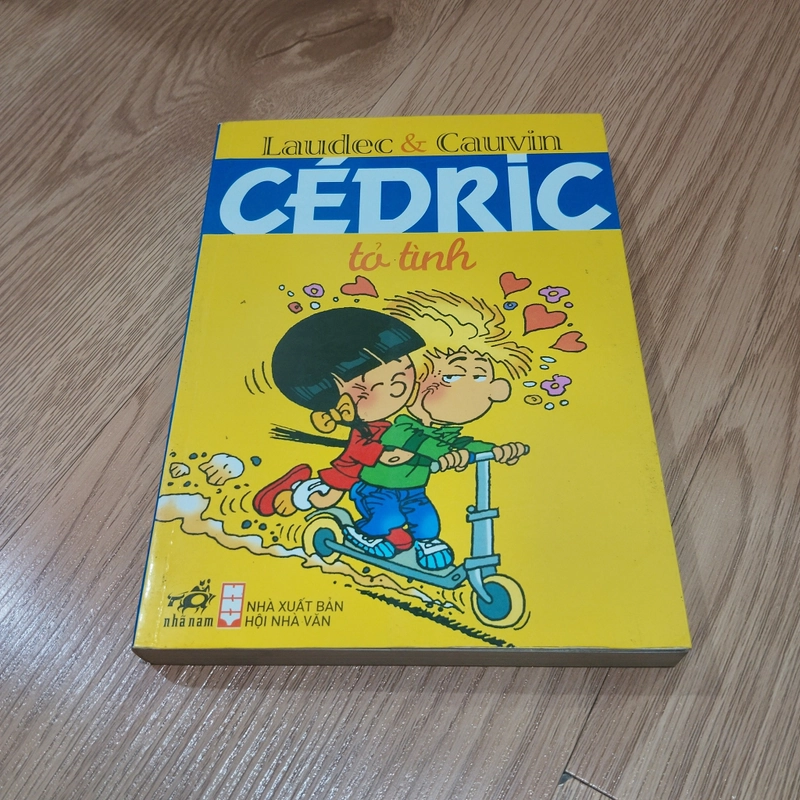 Laudec & Cauvin
CÉDRIC
tỏ tình
nhã nam
NHÀ XUẤT BẢN
HỘI NHÀ VĂN